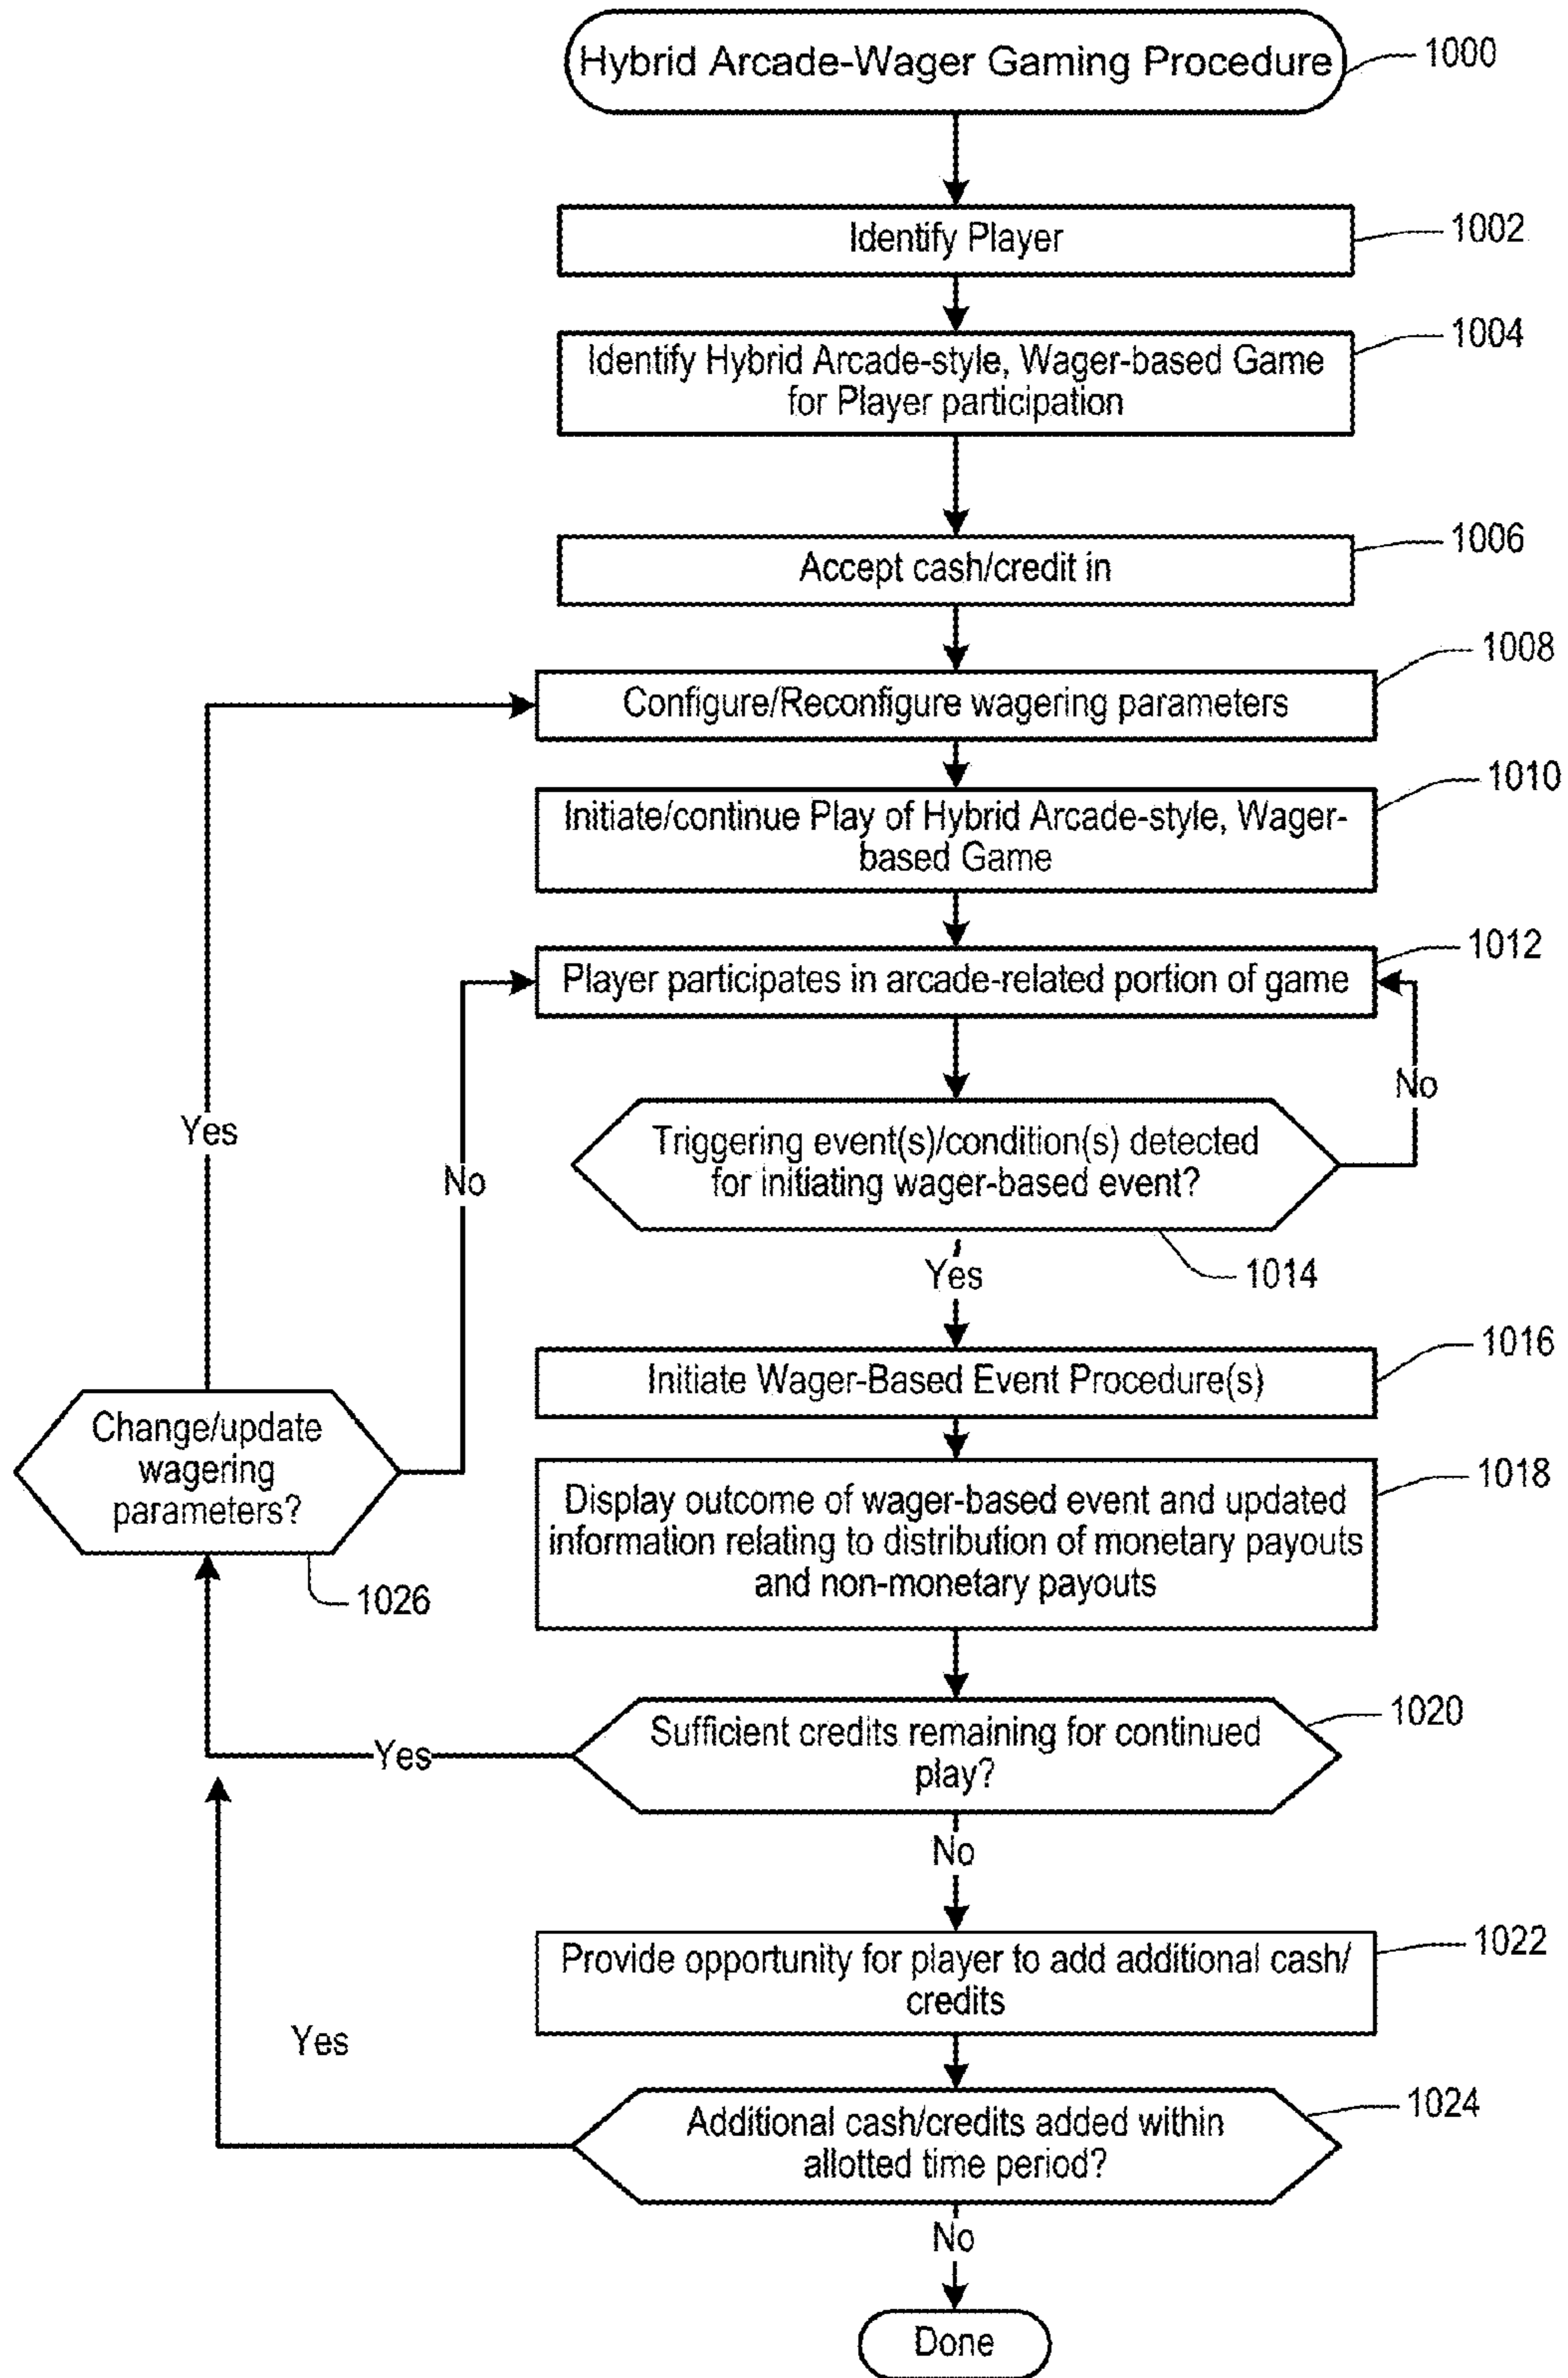 Hybrid Arcade-Wager Gaming Procedure
1000
Identify Player
1002
Identify Hybrid Arcade-style, Wager-based Game
for Player participation
1004
Accept cash/credit in
1006
Configure/Reconfigure wagering parameters
1008
Initiate/continue Play of Hybrid Arcade-style, Wager-
based Game
1010
Player participates in arcade-related portion of game
1012
No
Triggering event(s)/condition(s) detected
for initiating wager-based event?
1014
Yes
Initiate Wager-Based Event Procedure(s)
1016
Display outcome of wager-based event and updated
information relating to distribution of monetary payouts
and non-monetary payouts
1018
Sufficient credits remaining for continued
play?
1020
Yes
Change/update
wagering
parameters?
1026
Yes
No
No
Provide opportunity for player to add additional cash/
credits
1022
Additional cash/credits added within
allotted time period?
1024
Yes
No
Done